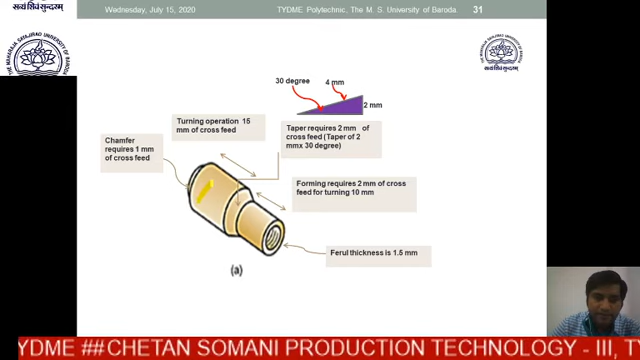 सत्यं शिवं सुन्दरम्
Wednesday, July 15, 2020
TYDME Polytechnic, The M. S. University of Baroda
31
30 degree
4 mm
2 mm
Turning operation 15
mm of cross feed
Taper requires 2 mm of
cross feed (Taper of 2
mmx 30 degree)
Chamfer
requires 1 mm
of cross feed
Forming requires 2 mm of cross
feed for turning 10 mm
Ferul thickness is 1.5 mm
(a)
TYDME ##CHETAN SOMANI PRODUCTION TECHNOLOGY - III, T